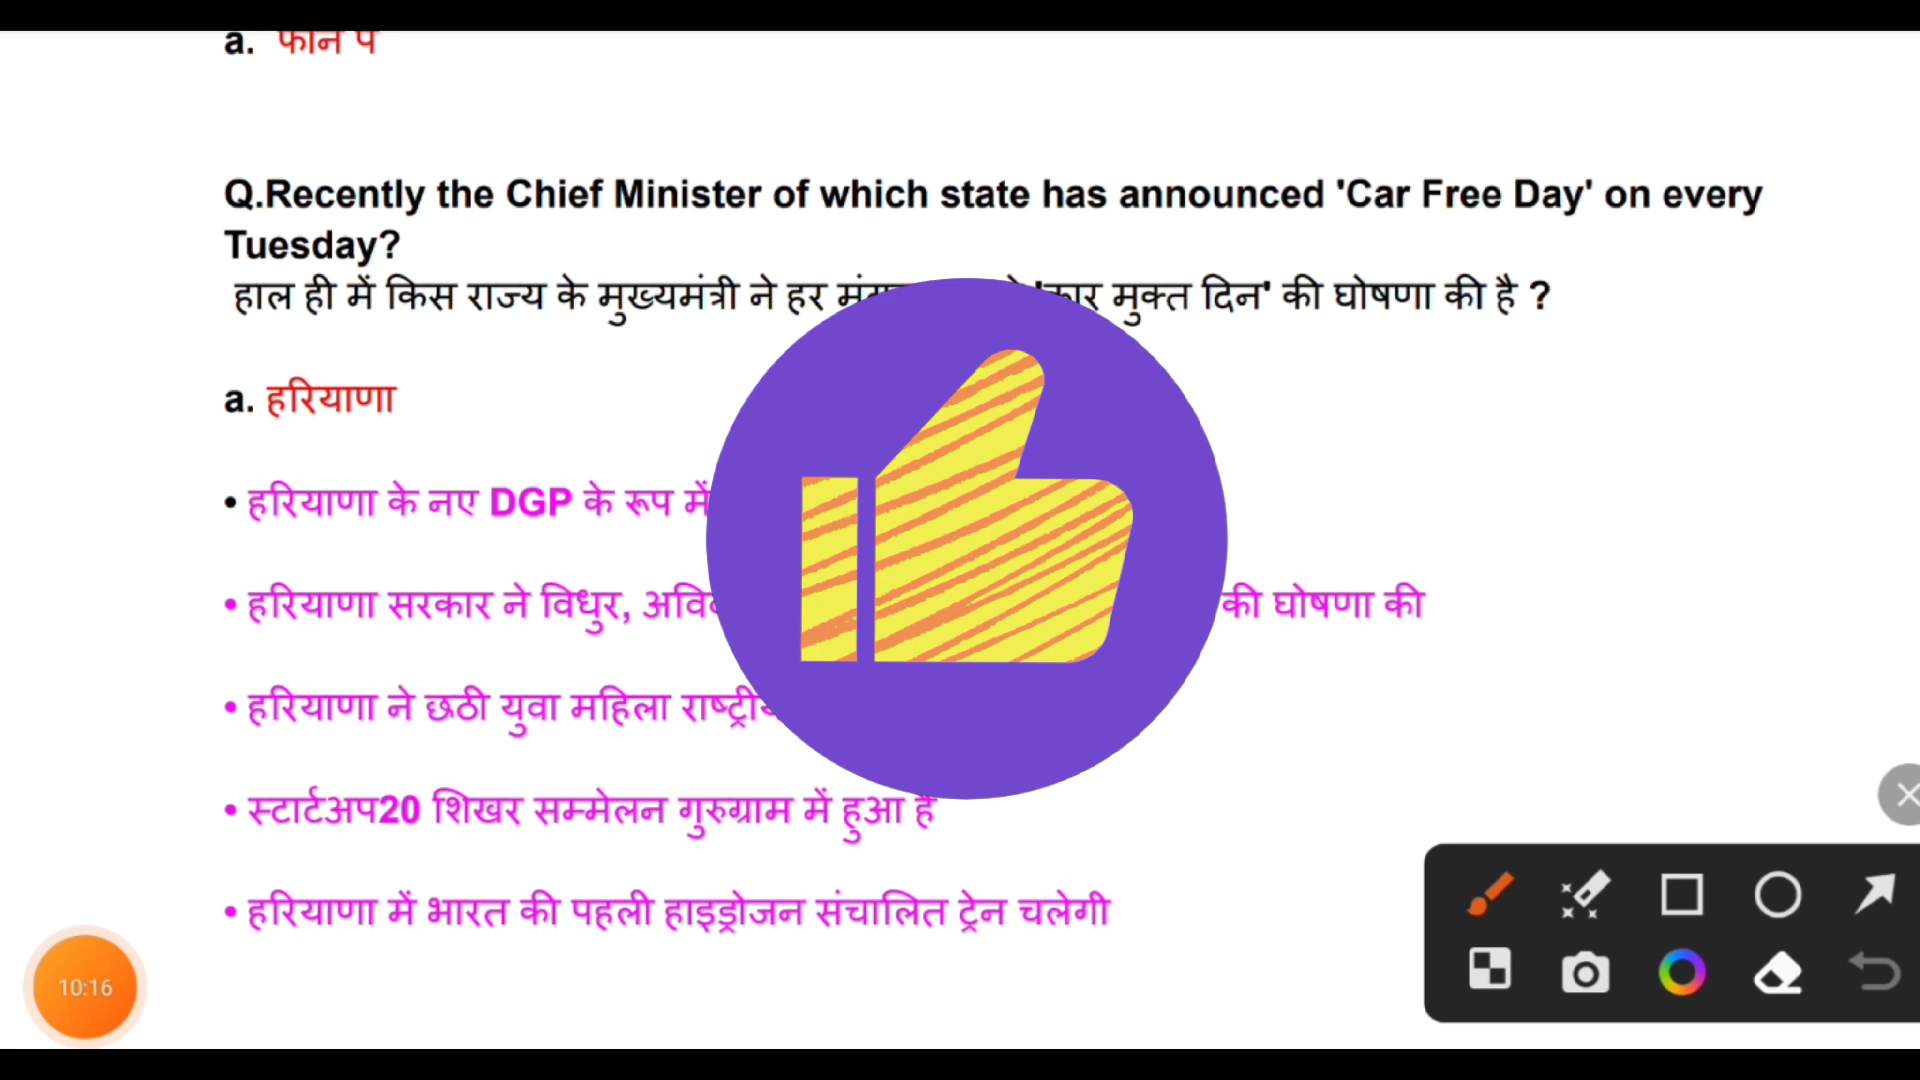 a. फोन पे
Q.Recently the Chief Minister of which state has announced 'Car Free Day' on every
Tuesday?
हाल ही में किस राज्य के मुख्यमंत्री ने हर 'कार मुक्त दिन' की घोषणा की है ?
a. हरियाणा
• हरियाणा के नए DGP के रूप में
• हरियाणा सरकार ने विधुर, की घोषणा की
• हरियाणा ने छठी युवा महिला
• स्टार्टअप20 शिखर सम्मेलन गुरुग्राम में हुआ है
• हरियाणा में भारत की पहली हाइड्रोजन संचालित ट्रेन चलेगी
10:16